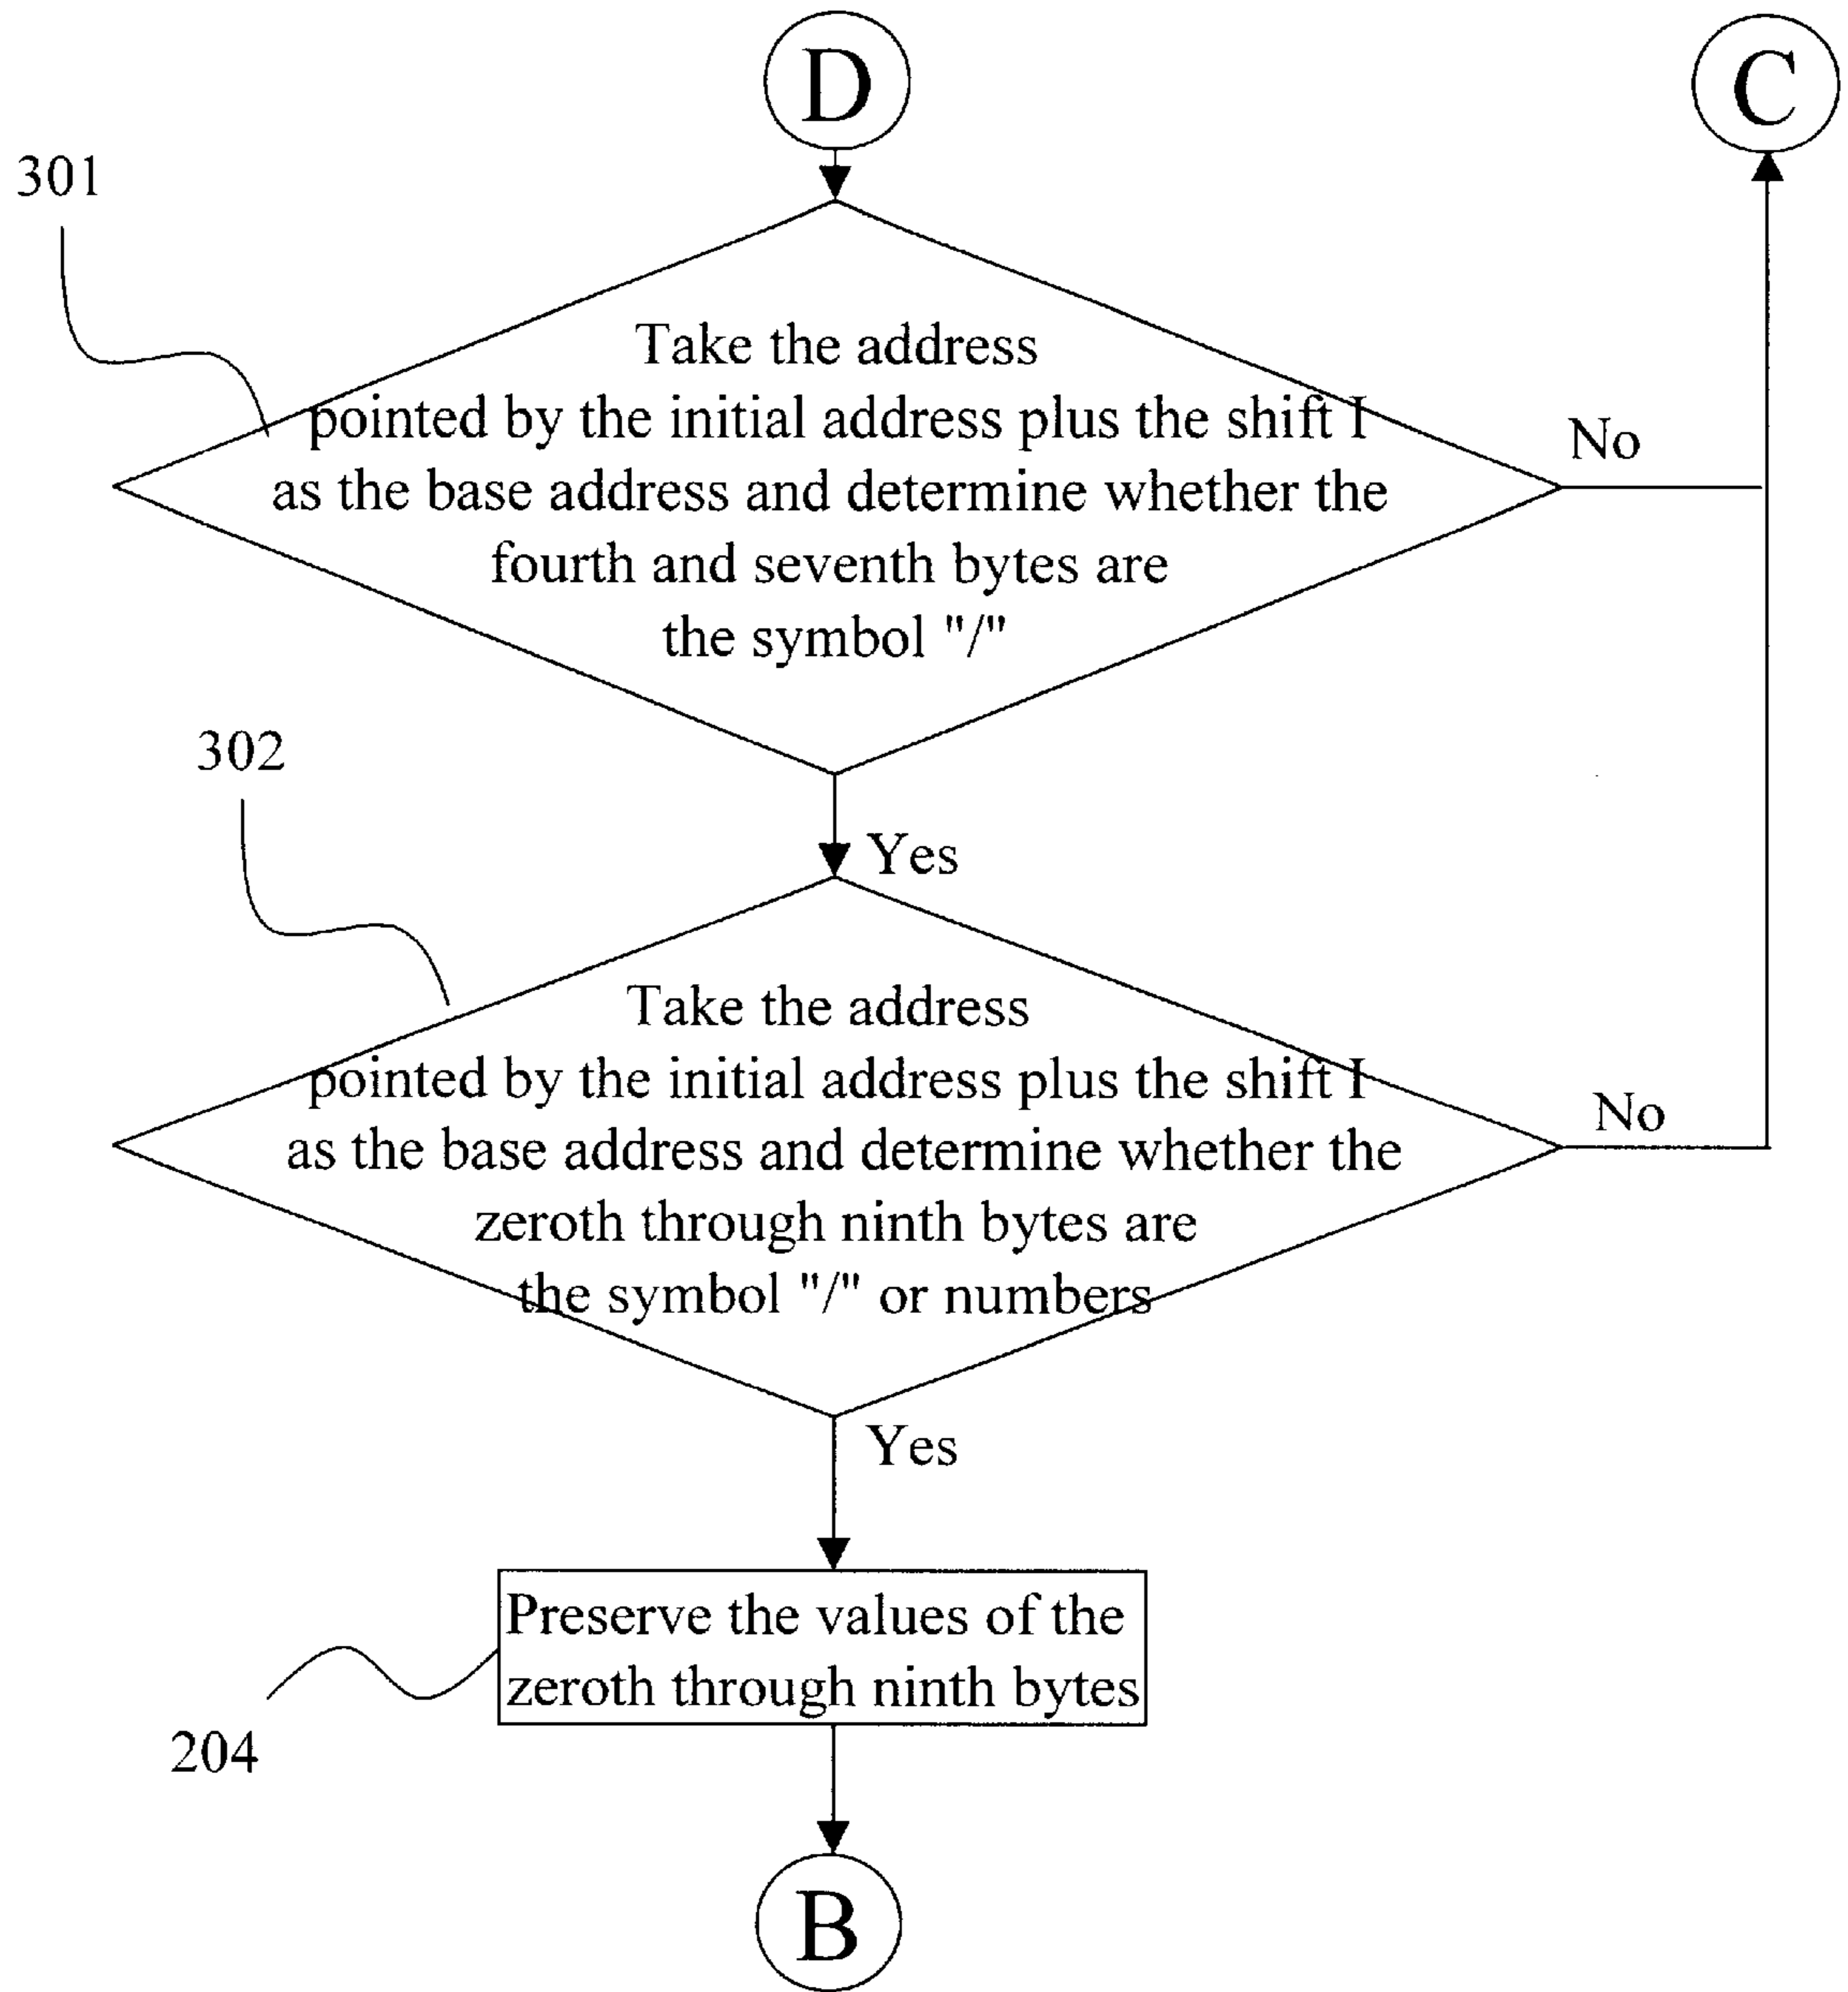 D
C
301
Take the address
pointed by the initial address plus the shift I
as the base address and determine whether the
fourth and seventh bytes are
the symbol "/"
No
302
Yes
Take the address
pointed by the initial address plus the shift I
as the base address and determine whether the
zeroth through ninth bytes are
the symbol "/" or numbers
No
Yes
Preserve the values of the
zeroth through ninth bytes
204
B